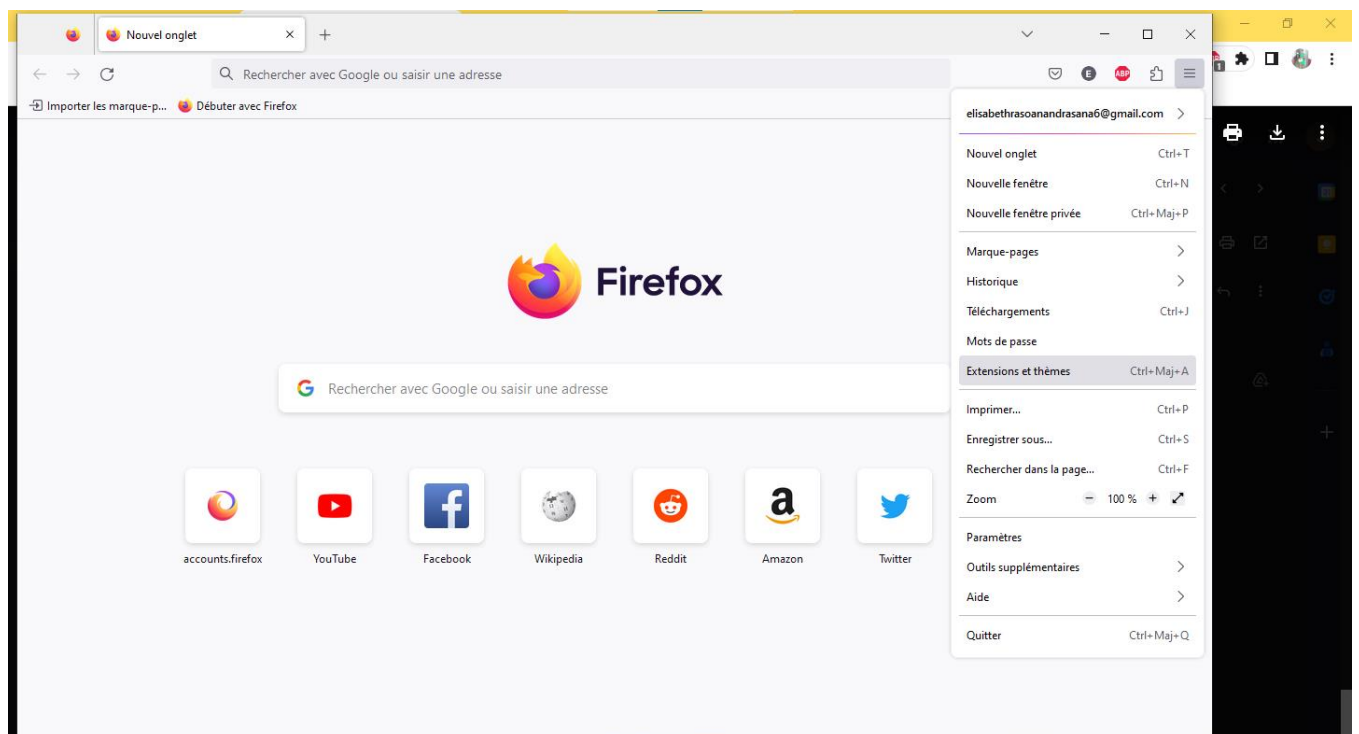 Nouvel onglet
Rechercher avec Google ou saisir une adresse
E
ABP
1
Importer les marque-p...
Débuter avec Firefox
elisabethrasoanandrasana6@gmail.com
Nouvel onglet Ctrl+T
Nouvelle fenêtre Ctrl+N
Nouvelle fenêtre privée Ctrl+Maj+P
Marque-pages
Historique
Téléchargements Ctrl+J
Mots de passe
Extensions et thèmes Ctrl+Maj+A
Imprimer... Ctrl+P
Enregistrer sous... Ctrl+S
Rechercher dans la page... Ctrl+F
Zoom − 100 % +
Paramètres
Outils supplémentaires
Aide
Quitter Ctrl+Maj+Q
Firefox
Rechercher avec Google ou saisir une adresse
accounts.firefox YouTube Facebook Wikipedia Reddit Amazon Twitter